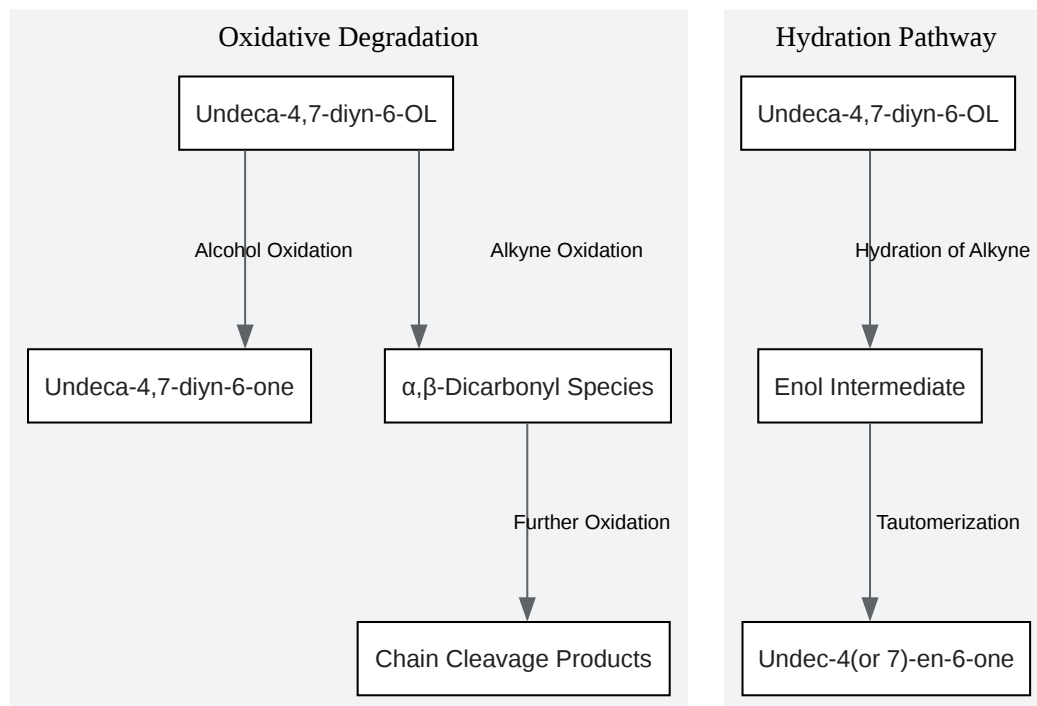 Oxidative Degradation
Undeca-4,7-diyn-6-OL
Alcohol Oxidation
Alkyne Oxidation
Undeca-4,7-diyn-6-one
α,β-Dicarbonyl Species
Further Oxidation
Chain Cleavage Products
Hydration Pathway
Undeca-4,7-diyn-6-OL
Hydration of Alkyne
Enol Intermediate
Tautomerization
Undec-4(or 7)-en-6-one